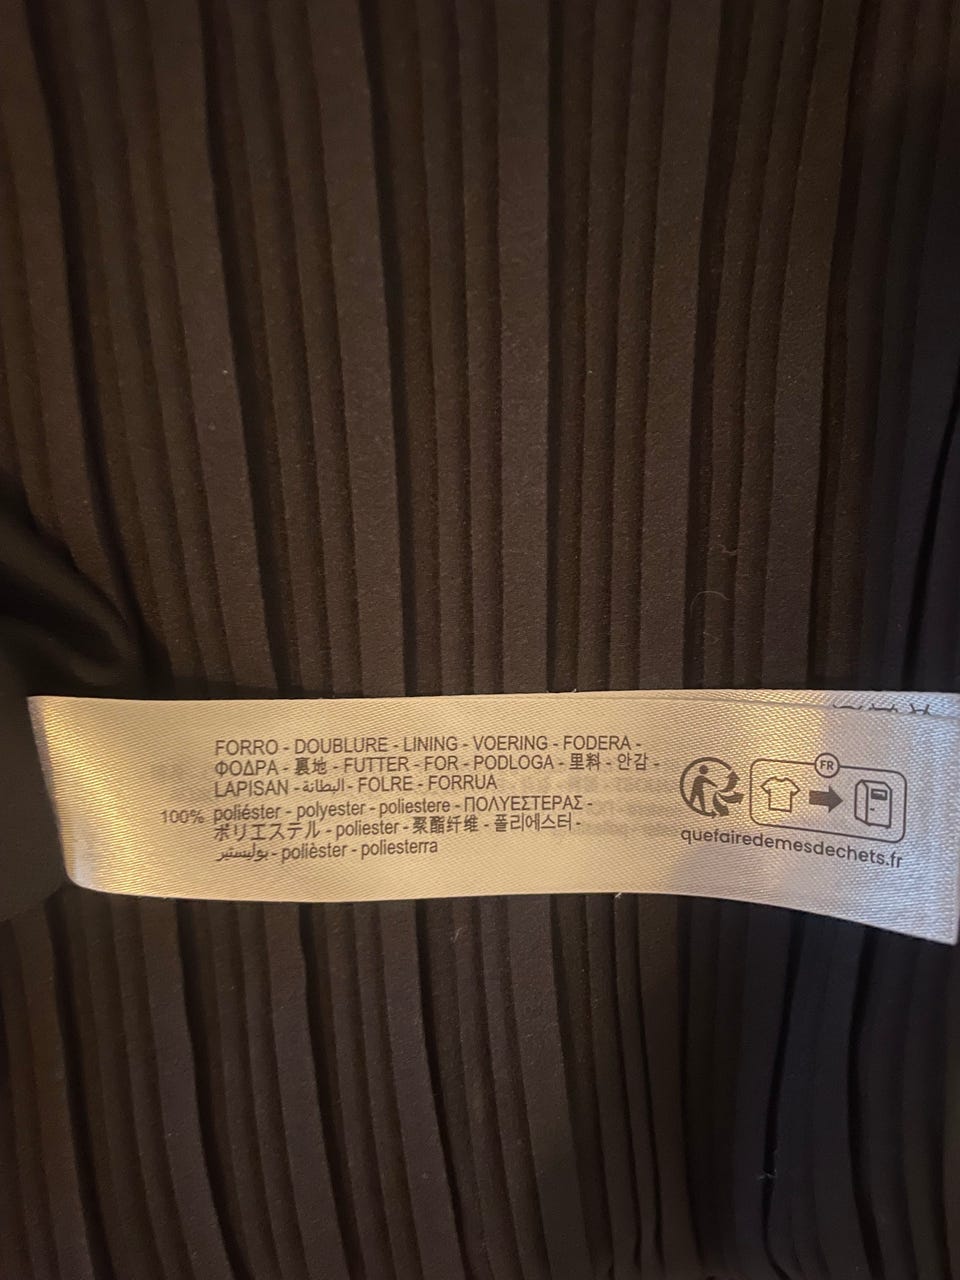 FORRO - DOUBLURE - LINING - VOERING - FODERA -
ΦΟΔΡΑ - 裏地 - FUTTER - FOR - PODLOGA - 里料 - 안감 -
LAPISAN - البطانة - FOLRE - FORRUA
100% poliéster - polyester - poliestere - ΠΟΛΥΕΣΤΕΡΑΣ -
ポリエステル - poliester - 聚酯纤维 - 폴리에스터 -
بوليستير - polièster - poliesterra
FR
quefairedemesdechets.fr